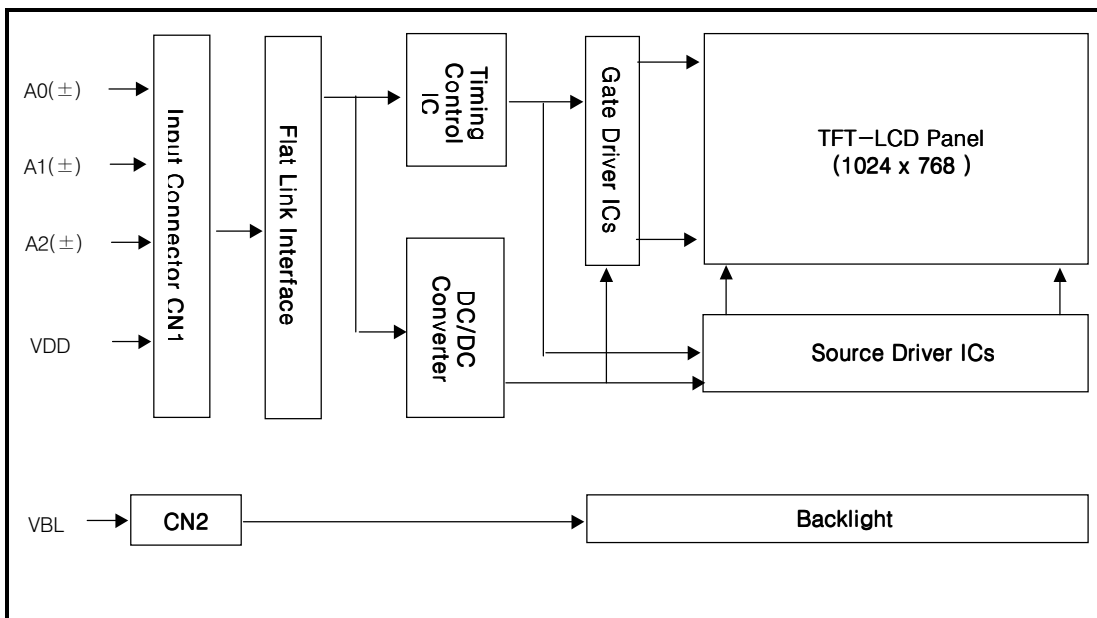 A0(±)
A1(±)
A2(±)
VDD
Input Connector CN1
Flat Link Interface
Timing
Control
IC
DC/DC
Converter
Gate Driver ICs
TFT-LCD Panel
(1024 x 768 )
Source Driver ICs
VBL
CN2
Backlight